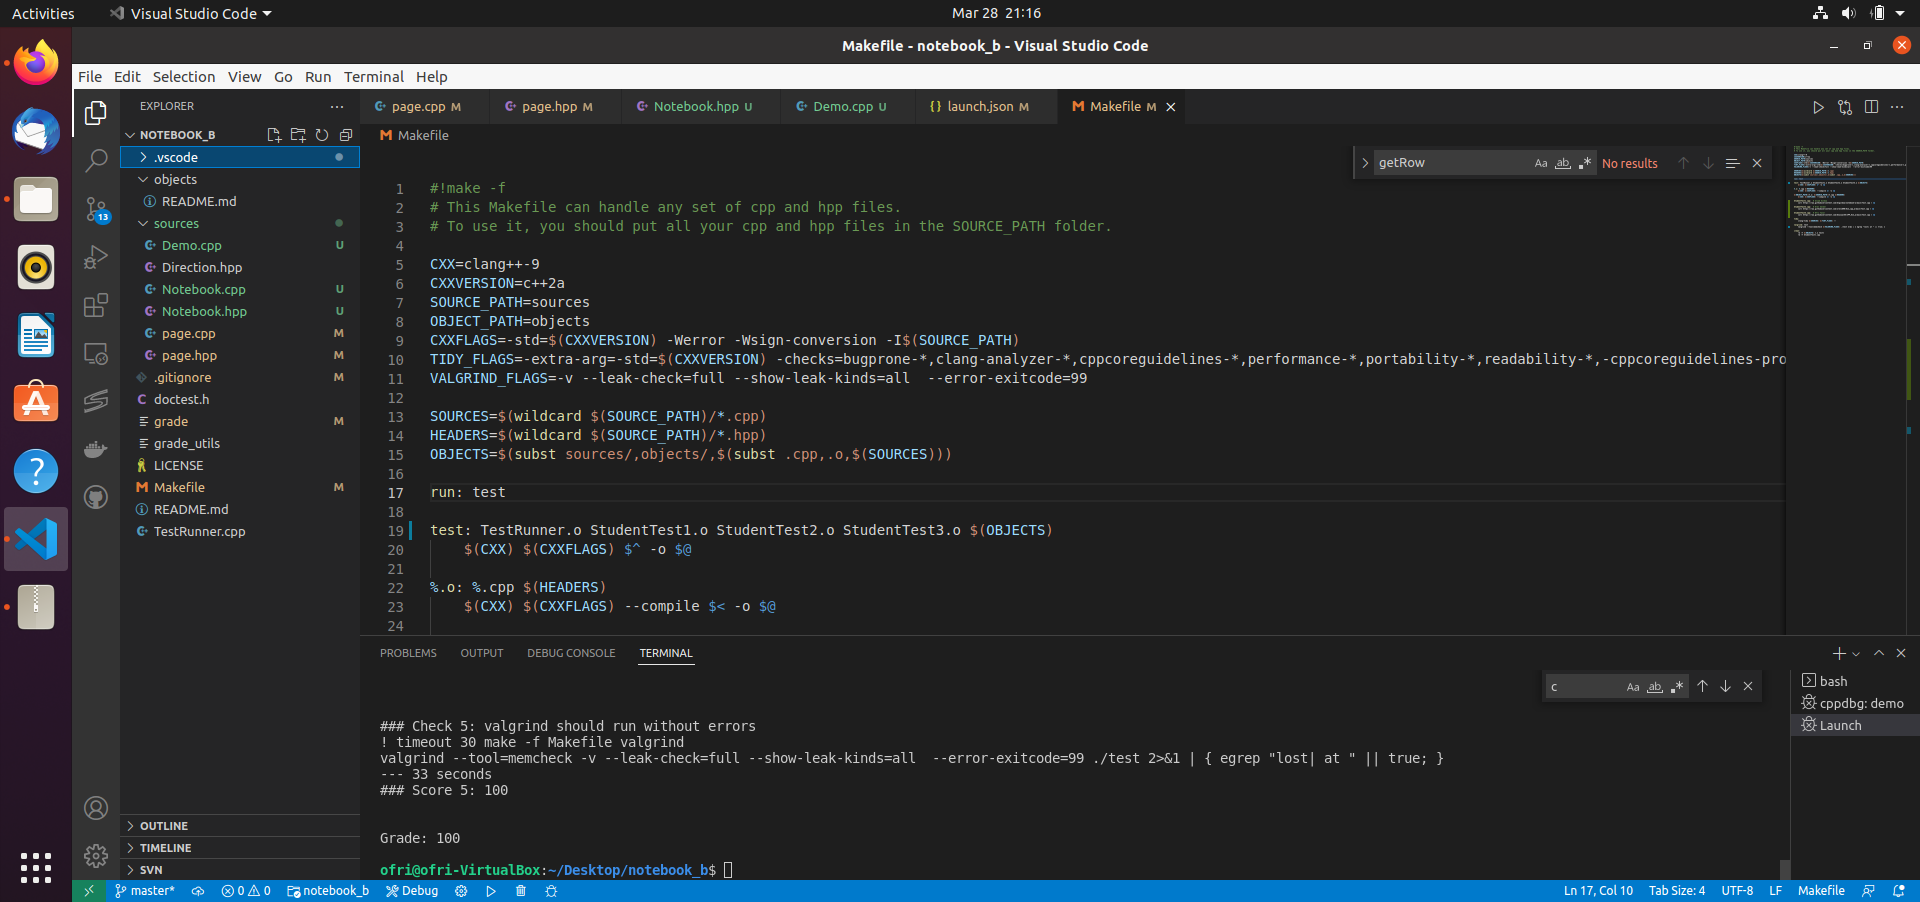 Activities
Visual Studio Code
Mar 28 21:16
Makefile - notebook_b - Visual Studio Code
File Edit Selection View Go Run Terminal Help
EXPLORER
NOTEBOOK_B
.vscode
objects
README.md
sources
Demo.cpp U
Direction.hpp
Notebook.cpp U
Notebook.hpp U
page.cpp M
page.hpp M
.gitignore M
doctest.h
grade M
grade_utils
LICENSE
Makefile M
README.md
TestRunner.cpp
OUTLINE
TIMELINE
SVN
13
page.cpp M page.hpp M Notebook.hpp U Demo.cpp U launch.json M Makefile M
Makefile
getRow Aa ab .* No results
1 #!make -f
2 # This Makefile can handle any set of cpp and hpp files.
3 # To use it, you should put all your cpp and hpp files in the SOURCE_PATH folder.
4
5 CXX=clang++-9
6 CXXVERSION=c++2a
7 SOURCE_PATH=sources
8 OBJECT_PATH=objects
9 CXXFLAGS=-std=$(CXXVERSION) -Werror -Wsign-conversion -I$(SOURCE_PATH)
10 TIDY_FLAGS=-extra-arg=-std=$(CXXVERSION) -checks=bugprone-*,clang-analyzer-*,cppcoreguidelines-*,performance-*,portability-*,readability-*,-cppcoreguidelines-pro
11 VALGRIND_FLAGS=-v --leak-check=full --show-leak-kinds=all  --error-exitcode=99
12
13 SOURCES=$(wildcard $(SOURCE_PATH)/*.cpp)
14 HEADERS=$(wildcard $(SOURCE_PATH)/*.hpp)
15 OBJECTS=$(subst sources/,objects/,$(subst .cpp,.o,$(SOURCES)))
16
17 run: test
18
19 test: TestRunner.o StudentTest1.o StudentTest2.o StudentTest3.o $(OBJECTS)
20 $(CXX) $(CXXFLAGS) $^ -o $@
21
22 %.o: %.cpp $(HEADERS)
23 $(CXX) $(CXXFLAGS) --compile $< -o $@
24
PROBLEMS OUTPUT DEBUG CONSOLE TERMINAL
c Aa ab .*
bash
cppdbg: demo
Launch
### Check 5: valgrind should run without errors
! timeout 30 make -f Makefile valgrind
valgrind --tool=memcheck -v --leak-check=full --show-leak-kinds=all  --error-exitcode=99 ./test 2>&1 | { egrep "lost| at " || true; }
--- 33 seconds
### Score 5: 100
Grade: 100
ofri@ofri-VirtualBox:~/Desktop/notebook_b$
master* 0 0 notebook_b Debug
Ln 17, Col 10 Tab Size: 4 UTF-8 LF Makefile